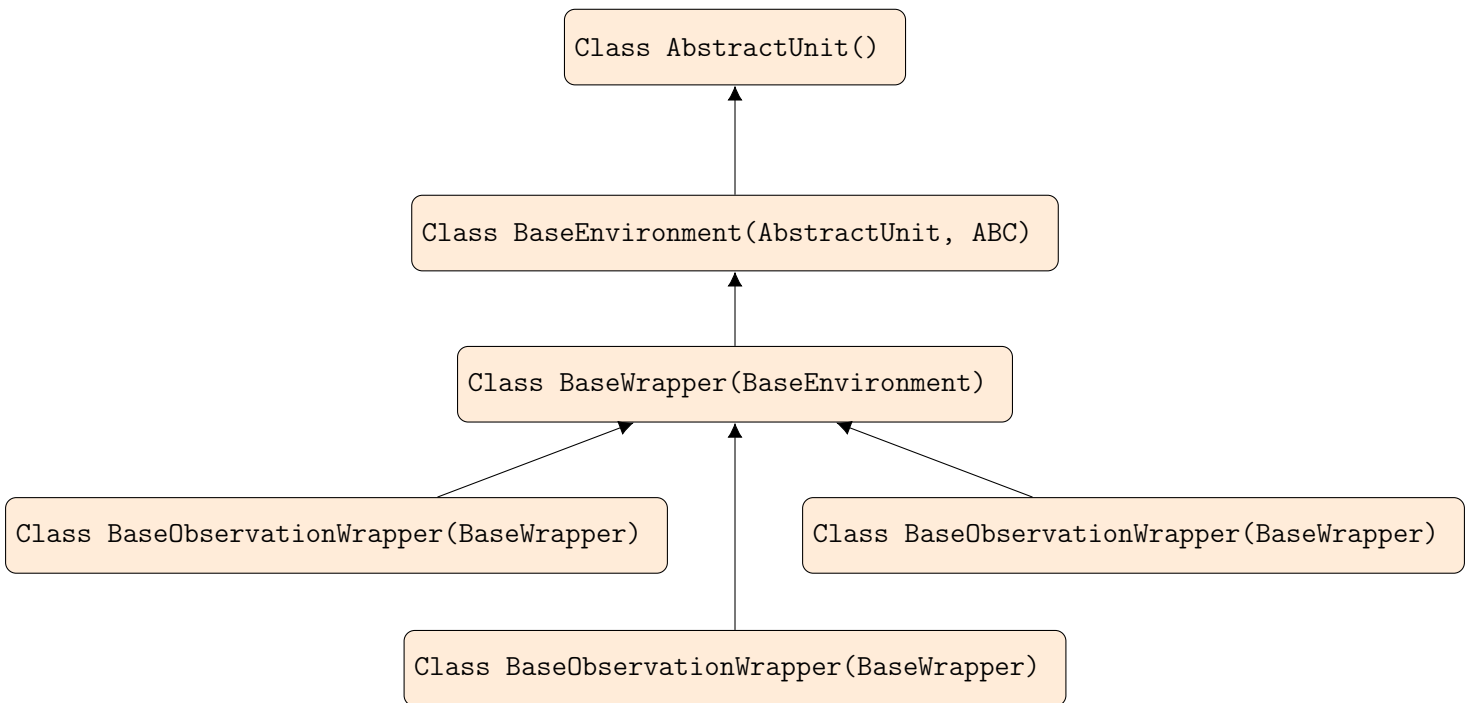 Class AbstractUnit()
Class BaseEnvironment(AbstractUnit, ABC)
Class BaseWrapper(BaseEnvironment)
Class BaseObservationWrapper(BaseWrapper)
Class BaseObservationWrapper(BaseWrapper)
Class BaseObservationWrapper(BaseWrapper)